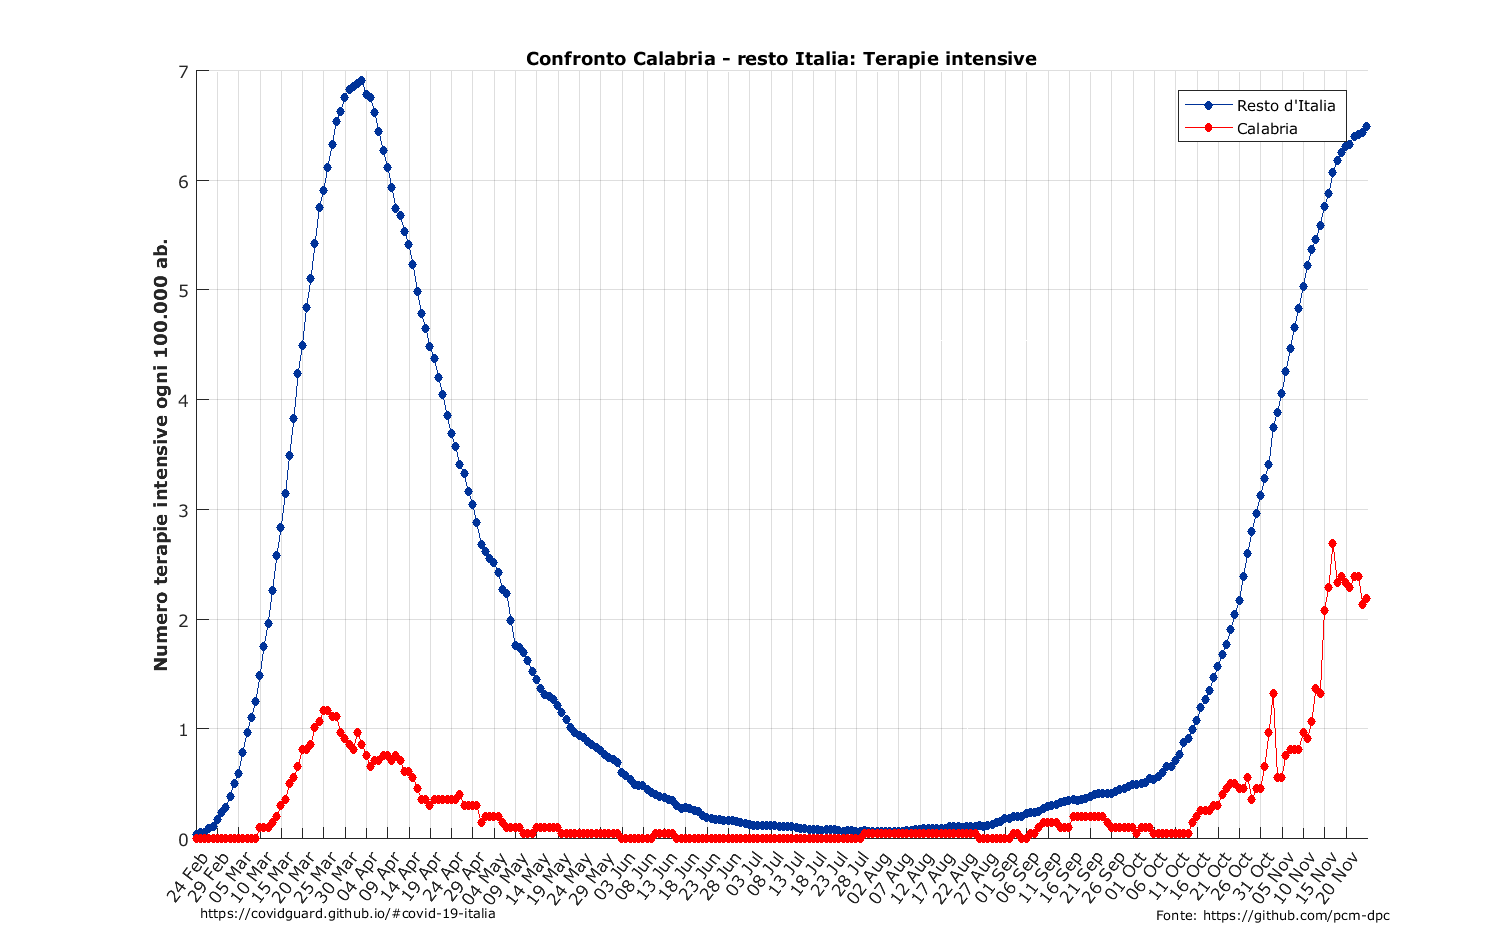 Confronto Calabria - resto Italia: Terapie intensive
Resto d'Italia
Calabria
Numero terapie intensive ogni 100.000 ab.
7
6
5
4
3
2
1
0
24 Feb
29 Feb
05 Mar
10 Mar
15 Mar
20 Mar
25 Mar
30 Mar
04 Apr
09 Apr
14 Apr
19 Apr
24 Apr
29 Apr
04 May
09 May
14 May
19 May
24 May
29 May
03 Jun
08 Jun
13 Jun
18 Jun
23 Jun
28 Jun
03 Jul
08 Jul
13 Jul
18 Jul
23 Jul
28 Jul
02 Aug
07 Aug
12 Aug
17 Aug
22 Aug
27 Aug
01 Sep
06 Sep
11 Sep
16 Sep
21 Sep
26 Sep
01 Oct
06 Oct
11 Oct
16 Oct
21 Oct
26 Oct
31 Oct
05 Nov
10 Nov
15 Nov
20 Nov
https://covidguard.github.io/#covid-19-italia
Fonte: https://github.com/pcm-dpc